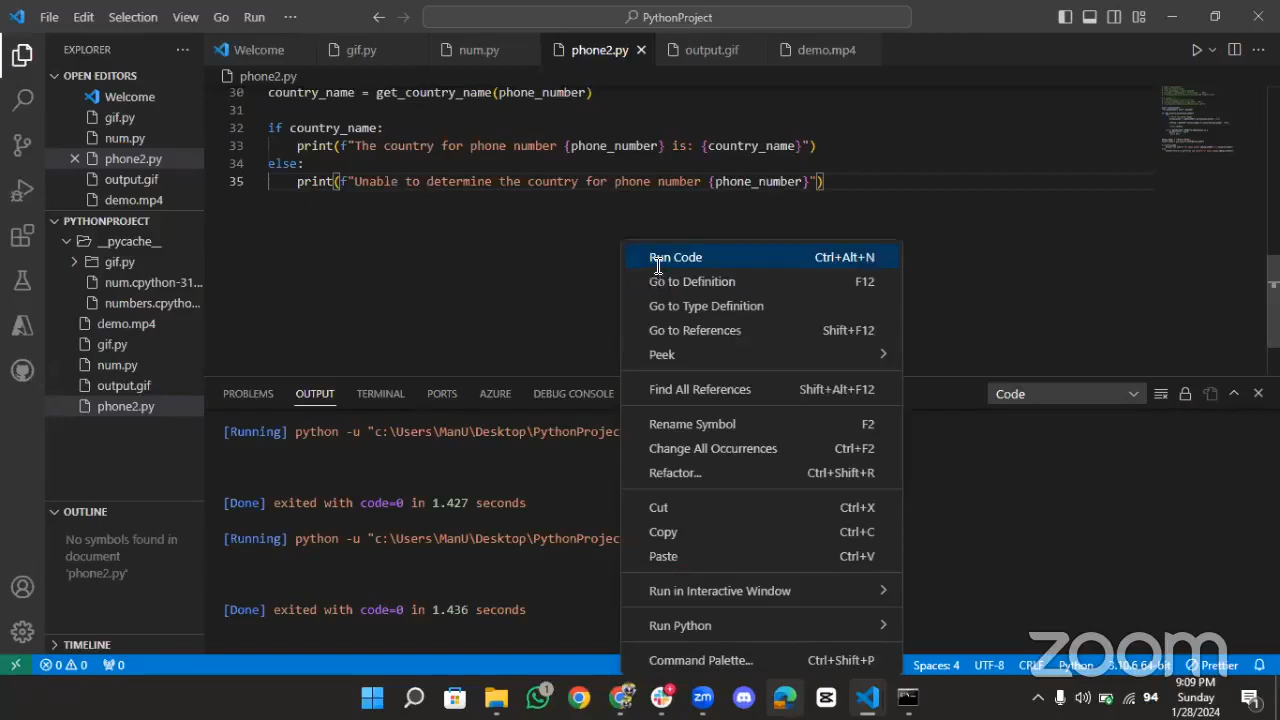 File Edit Selection View Go Run ··· PythonProject
EXPLORER ···
OPEN EDITORS
Welcome
gif.py
num.py
phone2.py
output.gif
demo.mp4
PYTHONPROJECT
__pycache__
gif.py
num.cpython-31...
numbers.cpytho...
demo.mp4
gif.py
num.py
output.gif
phone2.py
OUTLINE
No symbols found in
document
'phone2.py'
TIMELINE
Welcome gif.py num.py phone2.py output.gif demo.mp4
phone2.py
30 country_name = get_country_name(phone_number)
31
32 if country_name:
33 print(f"The country for phone number {phone_number} is: {country_name}")
34 else:
35 print(f"Unable to determine the country for phone number {phone_number}")
Run Code Ctrl+Alt+N
Go to Definition F12
Go to Type Definition
Go to References Shift+F12
Peek
Find All References Shift+Alt+F12
Rename Symbol F2
Change All Occurrences Ctrl+F2
Refactor... Ctrl+Shift+R
Cut Ctrl+X
Copy Ctrl+C
Paste Ctrl+V
Run in Interactive Window
Run Python
Command Palette... Ctrl+Shift+P
PROBLEMS OUTPUT TERMINAL PORTS AZURE DEBUG CONSOLE Code
[Running] python -u "c:\Users\ManU\Desktop\PythonProjec
[Done] exited with code=0 in 1.427 seconds
[Running] python -u "c:\Users\ManU\Desktop\PythonProjec
[Done] exited with code=0 in 1.436 seconds
0 0 0 Spaces: 4 UTF-8 CRLF Python 3.10.6 64-bit Prettier
zoom
94
9:09 PM
Sunday
1/28/2024